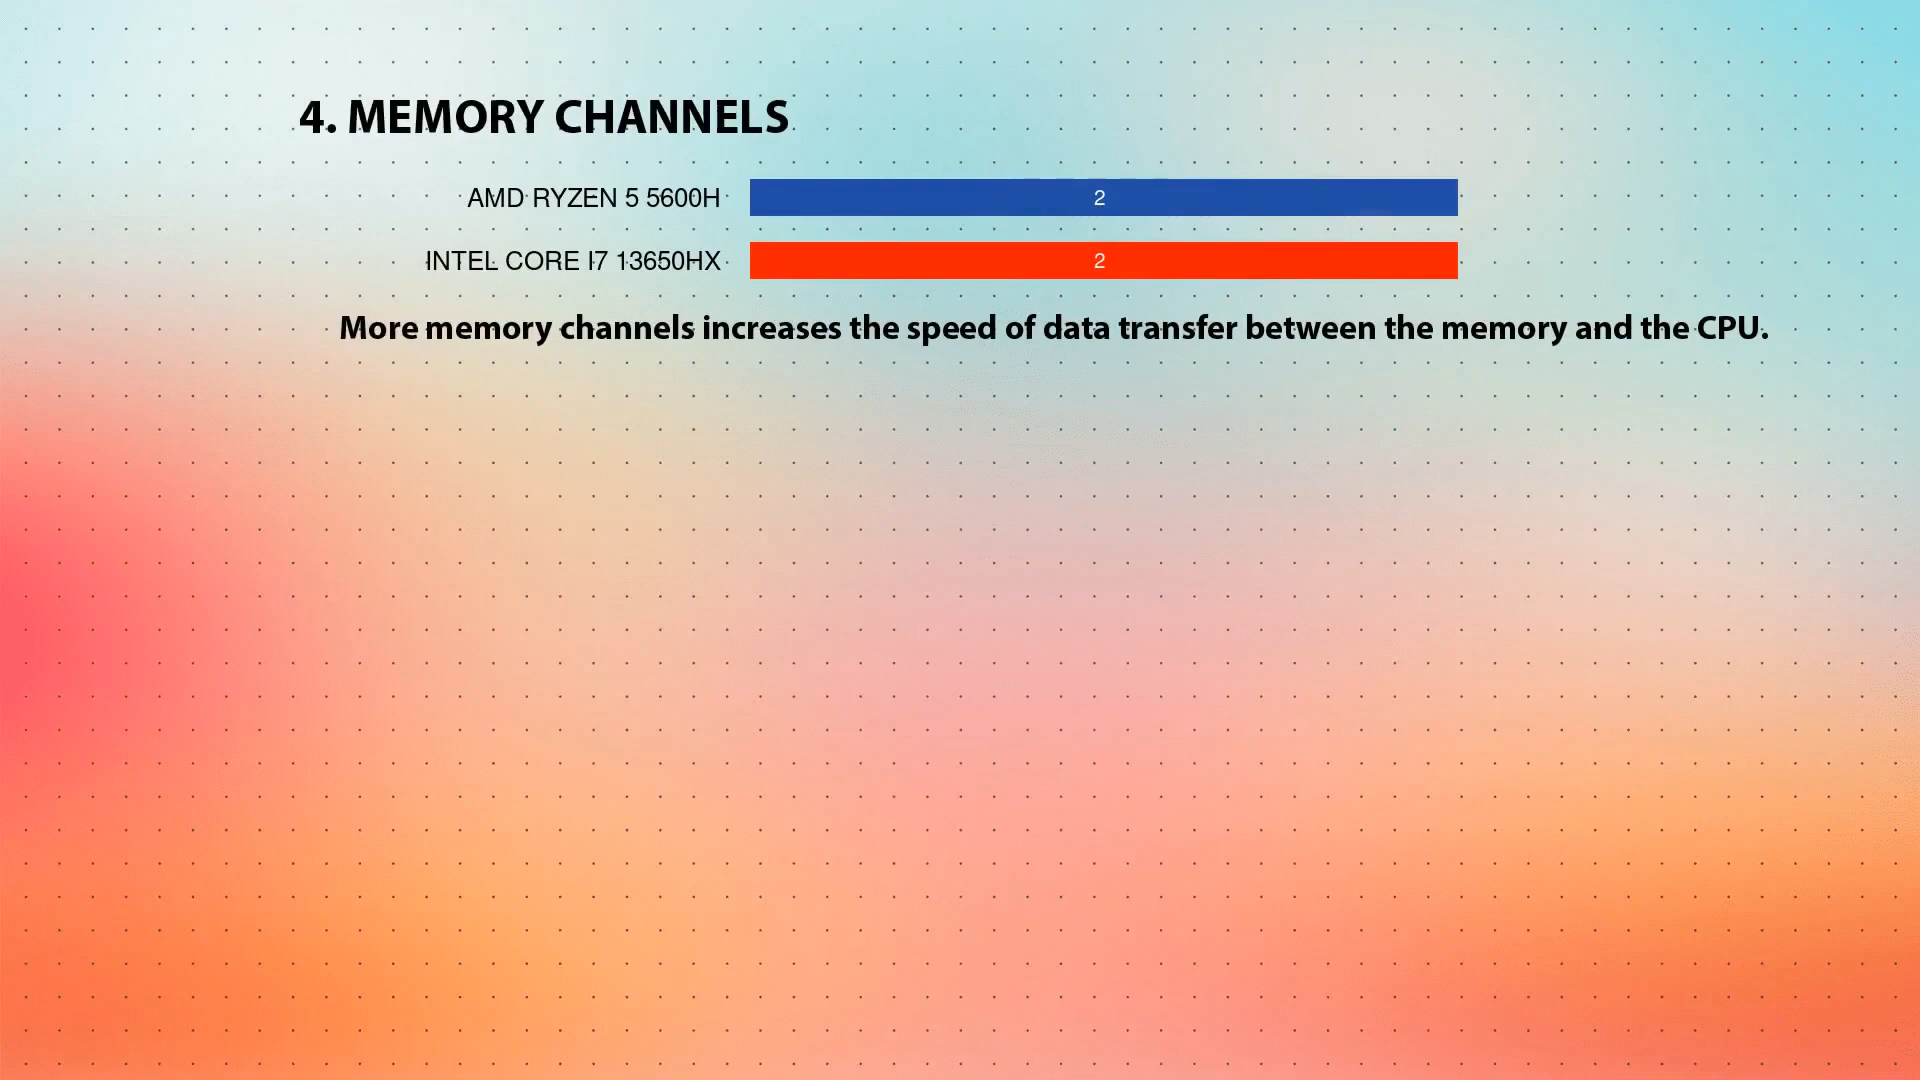 4. MEMORY CHANNELS
AMD RYZEN 5 5600H 2
INTEL CORE I7 13650HX 2
More memory channels increases the speed of data transfer between the memory and the CPU.